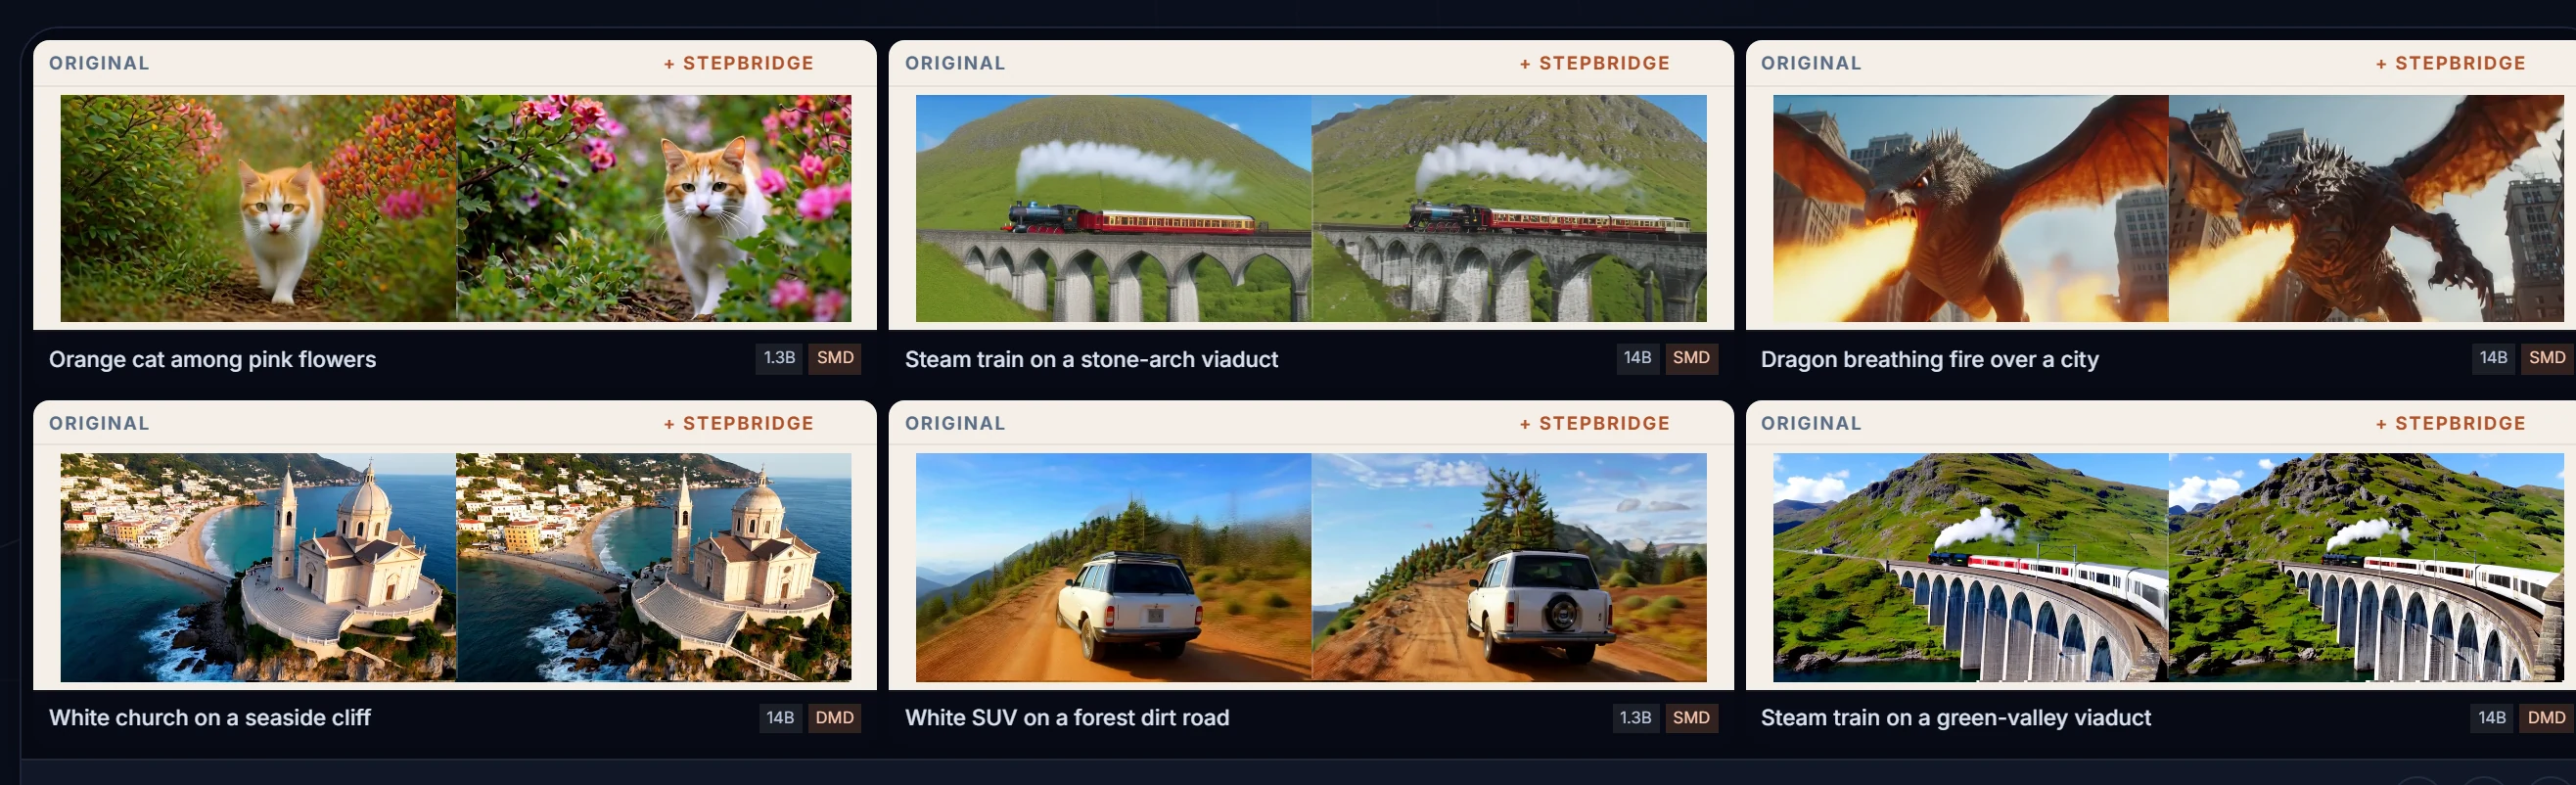 ORIGINAL + STEPBRIDGE
Orange cat among pink flowers 1.3B SMD
ORIGINAL + STEPBRIDGE
Steam train on a stone-arch viaduct 14B SMD
ORIGINAL + STEPBRIDGE
Dragon breathing fire over a city 14B SMD
ORIGINAL + STEPBRIDGE
White church on a seaside cliff 14B DMD
ORIGINAL + STEPBRIDGE
White SUV on a forest dirt road 1.3B SMD
ORIGINAL + STEPBRIDGE
Steam train on a green-valley viaduct 14B DMD